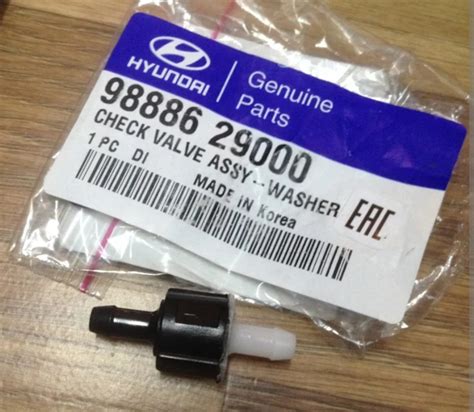 HYUNDAI
Genuine
Parts
98886 29000
CHECK VALVE ASSY-WASHER
1 PC DI
MADE IN Korea
EAC